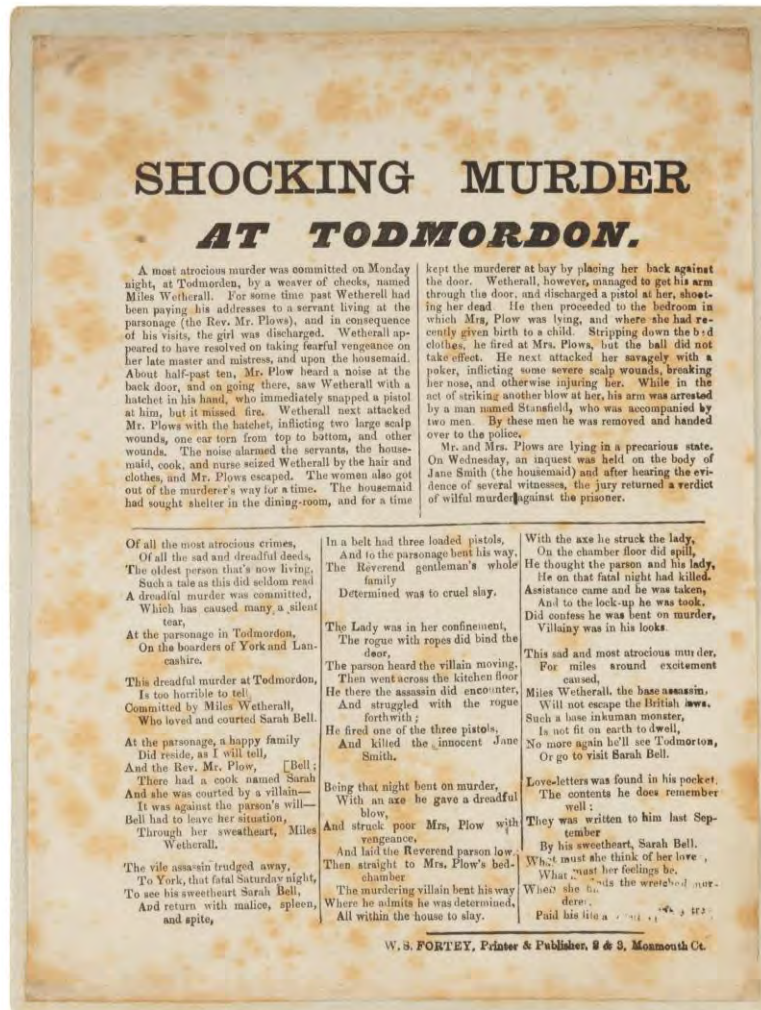 SHOCKING MURDER
AT TODMORDON.
A most atrocious murder was committed on Monday
night, at Todmorden, by a weaver of checks, named
Miles Wetherall. For some time past Wetherell had
been paying his addresses to a servant living at the
parsonage (the Rev. Mr. Plows), and in consequence
of his visits, the girl was discharged. Wetherall ap-
peared to have resolved on taking fearful vengeance on
her late master and mistress, and upon the housemaid.
About half-past ten, Mr. Plow heard a noise at the
back door, and on going there, saw Wetherall with a
hatchet in his hand, who immediately snapped a pistol
at him, but it missed fire. Wetherall next attacked
Mr. Plows with the hatchet, inflicting two large scalp
wounds, one ear torn from top to bottom, and other
wounds. The noise alarmed the servants, the house-
maid, cook, and nurse seized Wetherall by the hair and
clothes, and Mr. Plows escaped. The women also got
out of the murderer's way for a time. The housemaid
had sought shelter in the dining-room, and for a time
kept the murderer at bay by placing her back against
the door. Wetherall, however, managed to get his arm
through the door, and discharged a pistol at her, shoot-
ing her dead He then proceeded to the bedroom in
which Mrs, Plow was lying, and where she had re-
cently given birth to a child. Stripping down the bed
clothes, he fired at Mrs. Plows, but the ball did not
take effect. He next attacked her savagely with a
poker, inflicting some severe scalp wounds, breaking
her nose, and otherwise injuring her. While in the
act of striking another blow at her, his arm was arrested
by a man named Stansfield, who was accompanied by
two men. By these men he was removed and handed
over to the police.
Mr. and Mrs. Plows are lying in a precarious state.
On Wednesday, an inquest was held on the body of
Jane Smith (the housemaid) and after hearing the evi-
dence of several witnesses, the jury returned a verdict
of wilful murder against the prisoner.
Of all the most atrocious crimes,
Of all the sad and dreadful deeds,
The oldest person that's now living,
Such a tale as this did seldom read
A dreadful murder was committed,
Which has caused many a silent
tear,
At the parsonage in Todmordon,
On the boarders of York and Lan-
cashire.
This dreadful murder at Todmordon,
Is too horrible to tell
Committed by Miles Wetherall,
Who loved and courted Sarah Bell.
At the parsonage, a happy family
Did reside, as I will tell,
And the Rev. Mr. Plow, [Bell;
There had a cook named Sarah
And she was courted by a villain—
It was against the parson's will—
Bell had to leave her situation,
Through her sweetheart, Miles
Wetherall.
The vile assassin trudged away,
To York, that fatal Saturday night,
To see his sweetheart Sarah Bell,
And return with malice, spleen,
and spite,
In a belt had three loaded pistols,
And to the parsonage bent his way.
The Reverend gentleman's whole
family
Determined was to cruel slay.
The Lady was in her confinement,
The rogue with ropes did bind the
door,
The parson heard the villain moving,
Then went across the kitchen floor
He there the assassin did encounter,
And struggled with the rogue
forthwith;
He fired one of the three pistols,
And killed the innocent Jane
Smith.
Being that night bent on murder,
With an axe he gave a dreadful
blow,
And struck poor Mrs, Plow with
vengeance,
And laid the Reverend parson low.
Then straight to Mrs. Plow's bed-
chamber
The murdering villain bent his way
Where he admits he was determined,
All within the house to slay.
With the axe he struck the lady,
On the chamber floor did spill,
He thought the parson and his lady,
He on that fatal night had killed.
Assistance came and he was taken,
And to the lock-up he was took.
Did confess he was bent on murder,
Villainy was in his looks
This sad and most atrocious murder,
For miles around excitement
caused,
Miles Wetherall, the base assassin,
Will not escape the British laws.
Such a base inkuman monster,
Is not fit on earth to dwell,
No more again he'll see Todmorton,
Or go to visit Sarah Bell.
Love-letters was found in his pocket,
The contents he does remember
well:
They was written to him last Sep-
tember
By his sweetheart, Sarah Bell.
What must she think of her love
What must her feelings be,
When she the wretched mur-
derer
Paid his life
W. S. FORTEY, Printer & Publisher, 2 & 3, Monmouth Ct.